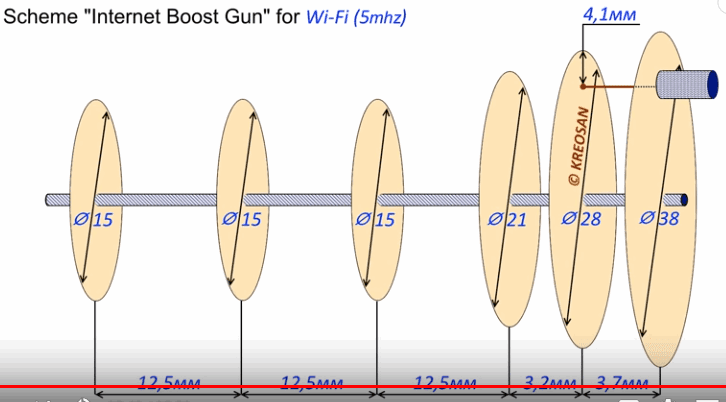 Scheme "Internet Boost Gun" for Wi-Fi (5mhz)
4,1мм
© KREOSAN
Ø15
Ø15
Ø15
Ø21
Ø28
Ø38
12,5мм
12,5мм
12,5мм
3,2мм
3,7мм